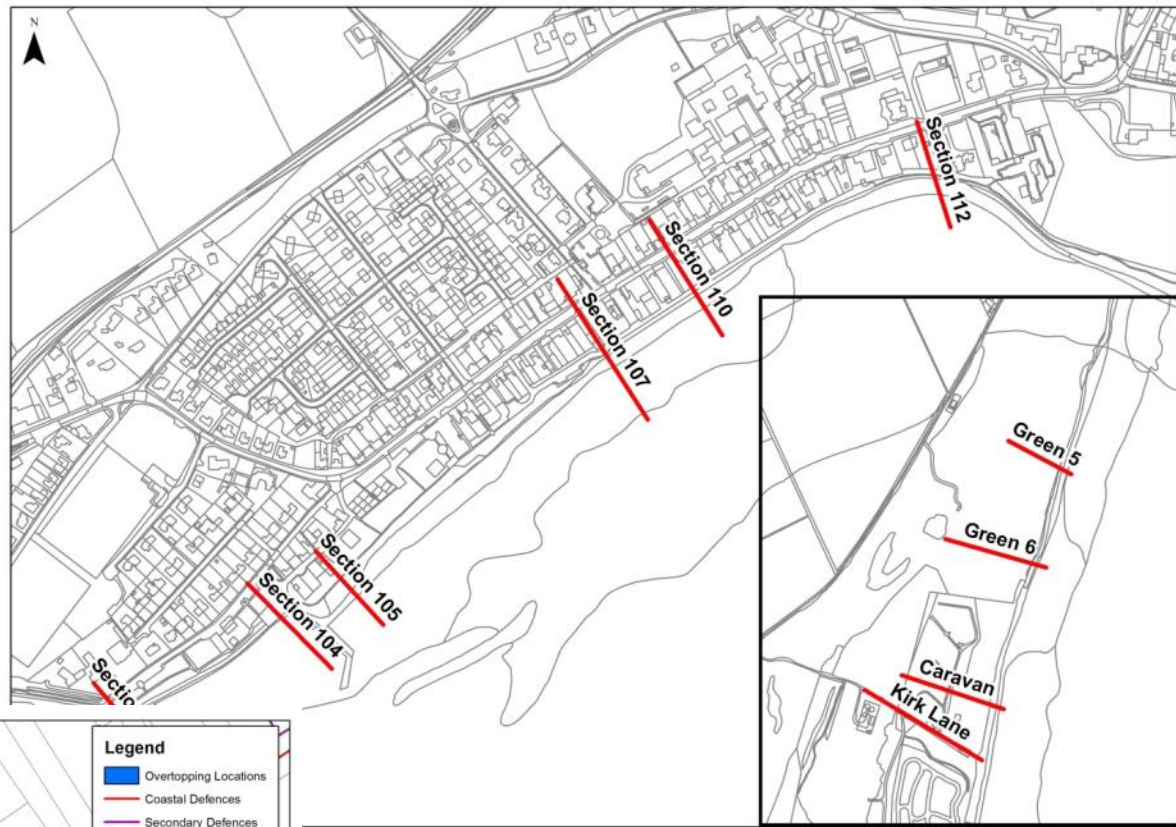 N
Section 112
Section 110
Section 107
Section 105
Section 104
Green 5
Green 6
Caravan
Kirk Lane
Legend
Overtopping Locations
Coastal Defences
Secondary Defences